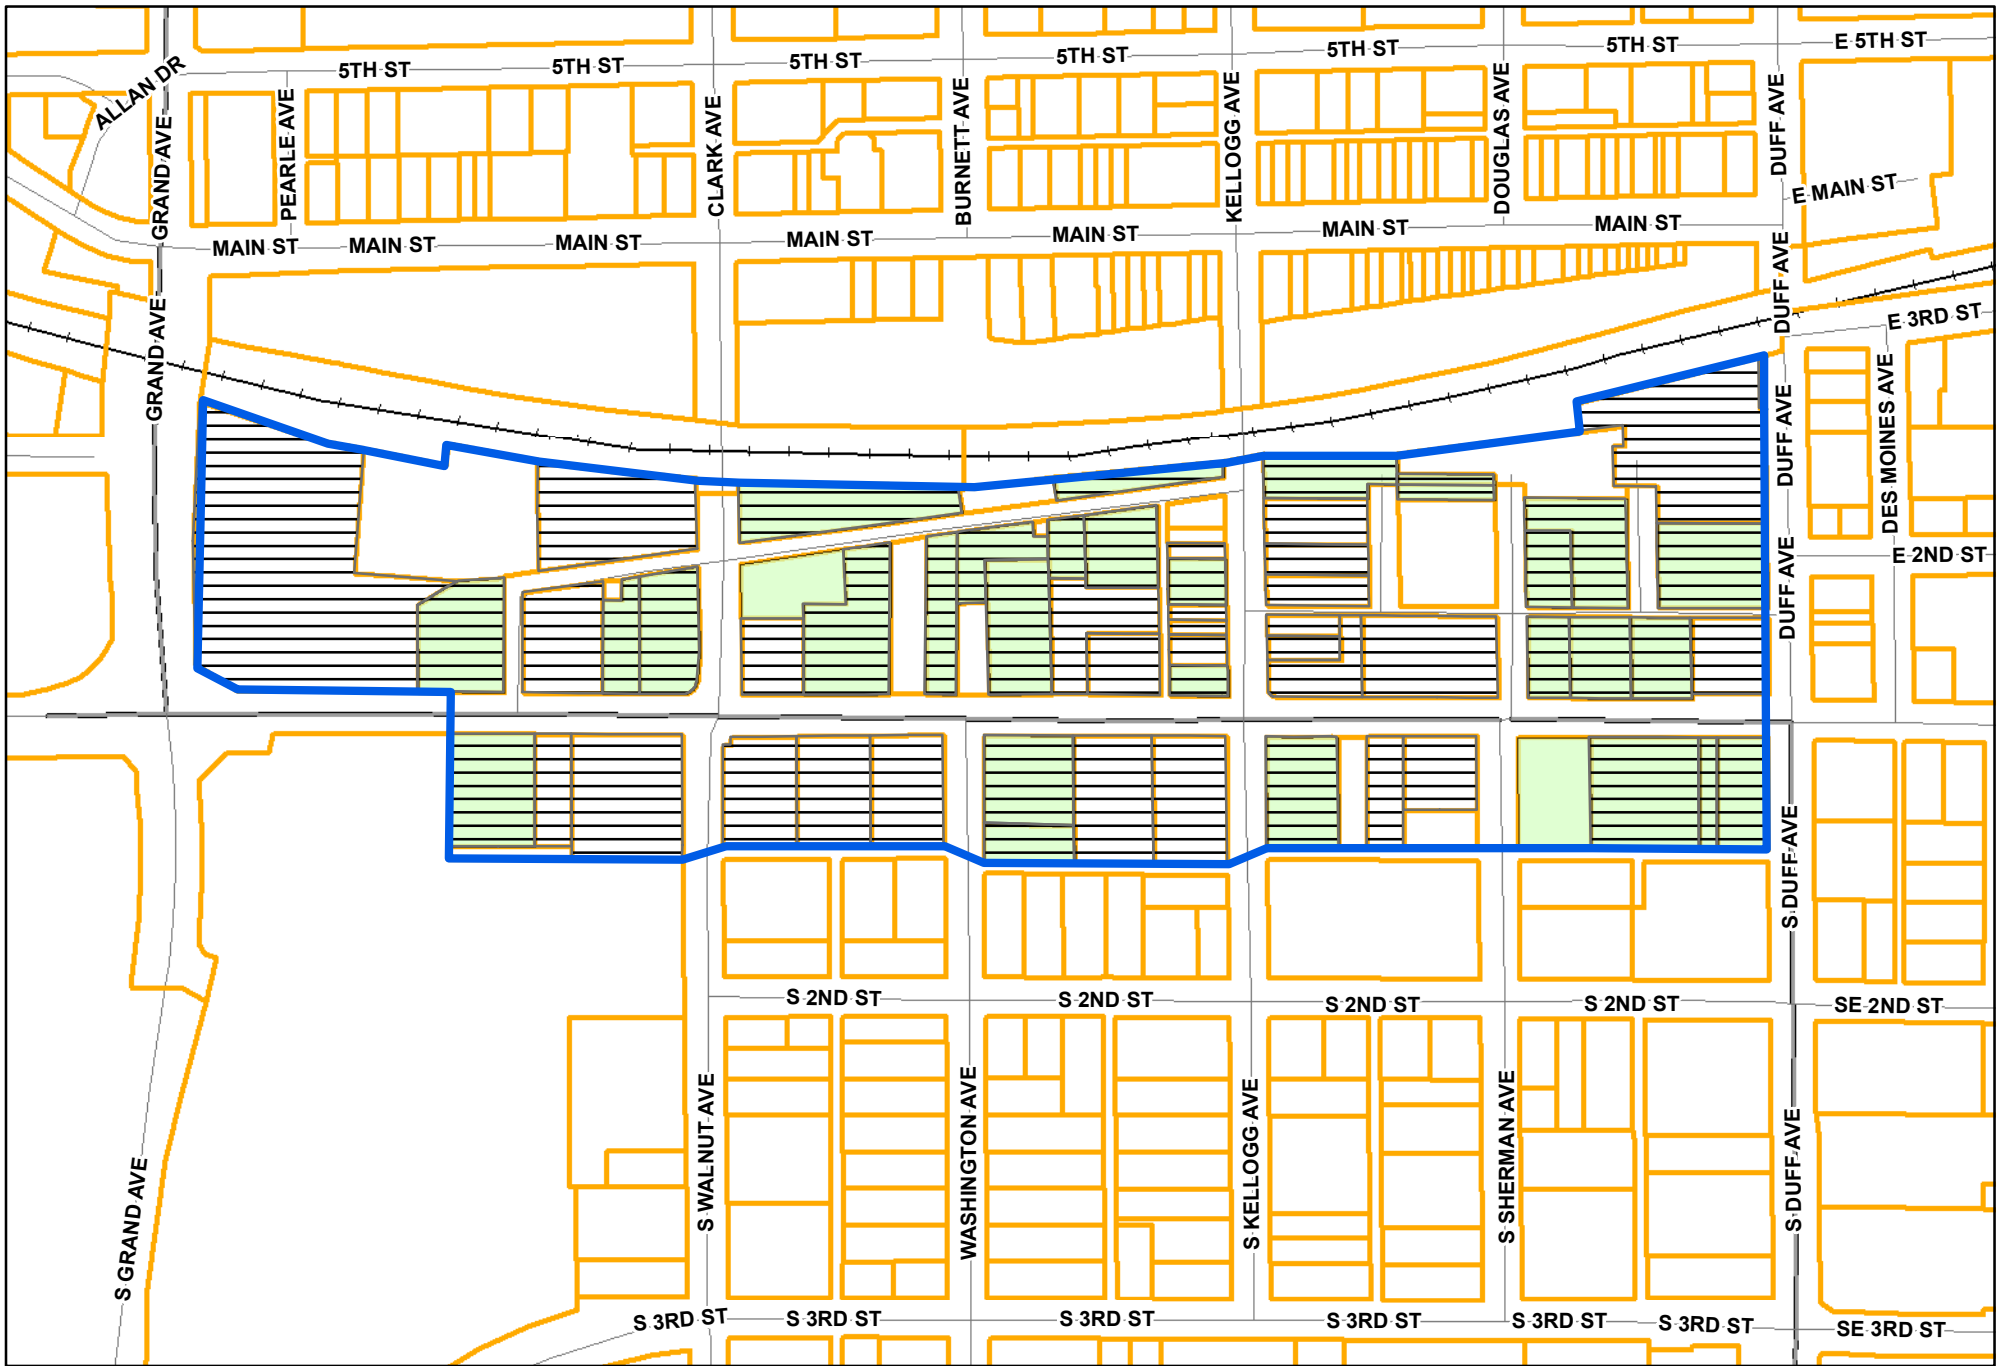 5TH ST
5TH ST
5TH ST
5TH ST
5TH ST
5TH ST
E 5TH ST
ALLAN DR
GRAND AVE
PEARLE AVE
CLARK AVE
BURNETT AVE
KELLOGG AVE
DOUGLAS AVE
DUFF AVE
E MAIN ST
MAIN ST
MAIN ST
MAIN ST
MAIN ST
MAIN ST
MAIN ST
MAIN ST
GRAND AVE
DUFF AVE
E 3RD ST
DUFF AVE
DES MOINES AVE
E 2ND ST
DUFF AVE
S DUFF AVE
S 2ND ST
S 2ND ST
S 2ND ST
S 2ND ST
SE 2ND ST
S GRAND AVE
S WALNUT AVE
WASHINGTON AVE
S KELLOGG AVE
S SHERMAN AVE
S DUFF AVE
S 3RD ST
S 3RD ST
S 3RD ST
S 3RD ST
S 3RD ST
S 3RD ST
SE 3RD ST